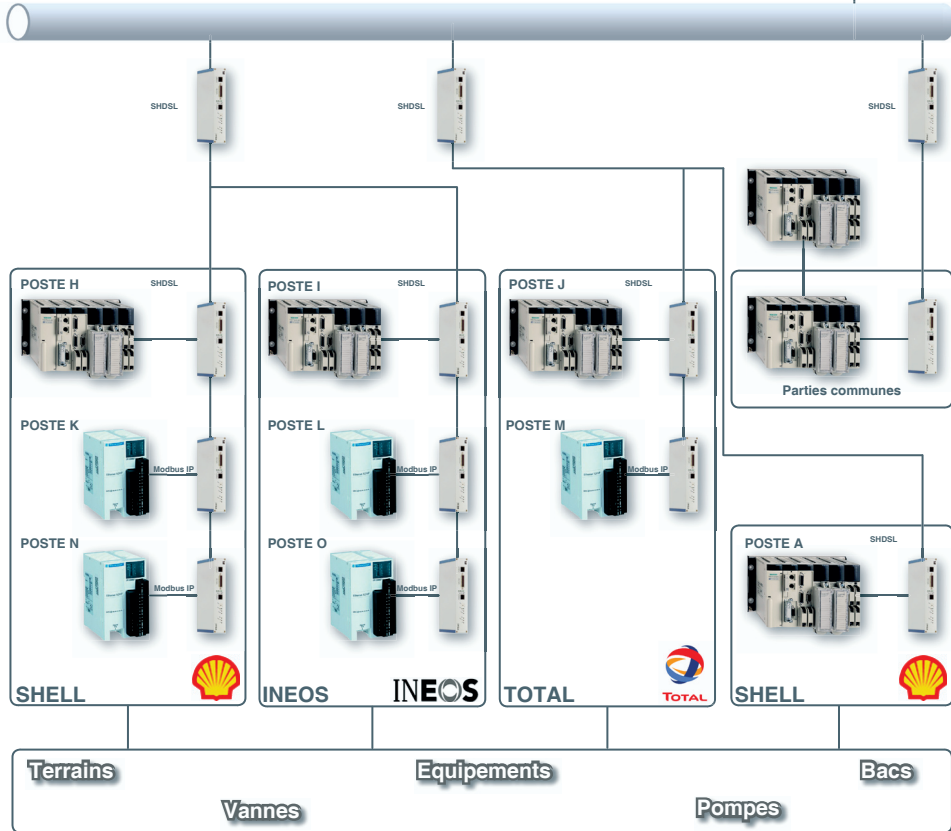 SHDSL
SHDSL
SHDSL
POSTE H
SHDSL
POSTE I
SHDSL
POSTE J
SHDSL
Parties communes
POSTE K
Modbus IP
POSTE L
Modbus IP
POSTE M
Modbus IP
POSTE N
Modbus IP
POSTE O
Modbus IP
POSTE A
SHDSL
SHELL
INEOS
INEOS
TOTAL
TOTAL
SHELL
Terrains
Equipements
Bacs
Vannes
Pompes